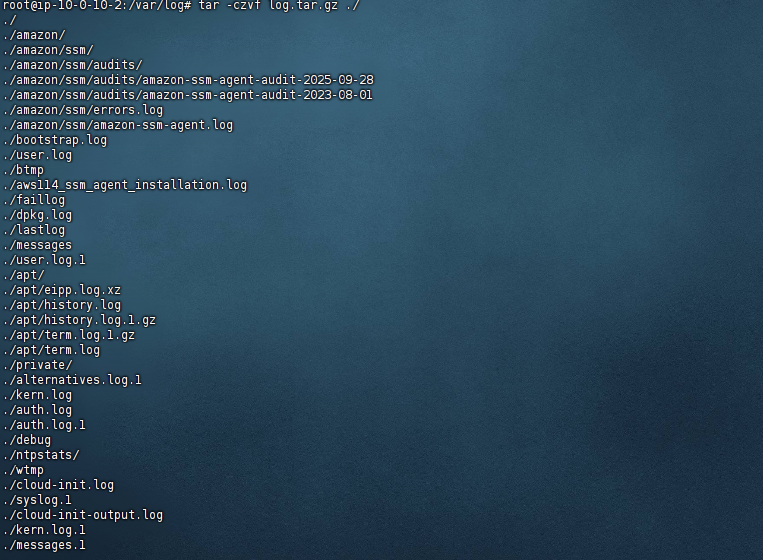 root@ip-10-0-10-2:/var/log# tar -czvf log.tar.gz ./
./
./amazon/
./amazon/ssm/
./amazon/ssm/audits/
./amazon/ssm/audits/amazon-ssm-agent-audit-2025-09-28
./amazon/ssm/audits/amazon-ssm-agent-audit-2023-08-01
./amazon/ssm/errors.log
./amazon/ssm/amazon-ssm-agent.log
./bootstrap.log
./user.log
./btmp
./aws114_ssm_agent_installation.log
./faillog
./dpkg.log
./lastlog
./messages
./user.log.1
./apt/
./apt/eipp.log.xz
./apt/history.log
./apt/history.log.1.gz
./apt/term.log.1.gz
./apt/term.log
./private/
./alternatives.log.1
./kern.log
./auth.log
./auth.log.1
./debug
./ntpstats/
./wtmp
./cloud-init.log
./syslog.1
./cloud-init-output.log
./kern.log.1
./messages.1